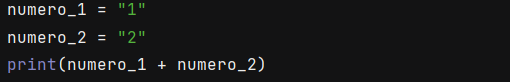 numero_1 = "1"
numero_2 = "2"
print(numero_1 + numero_2)